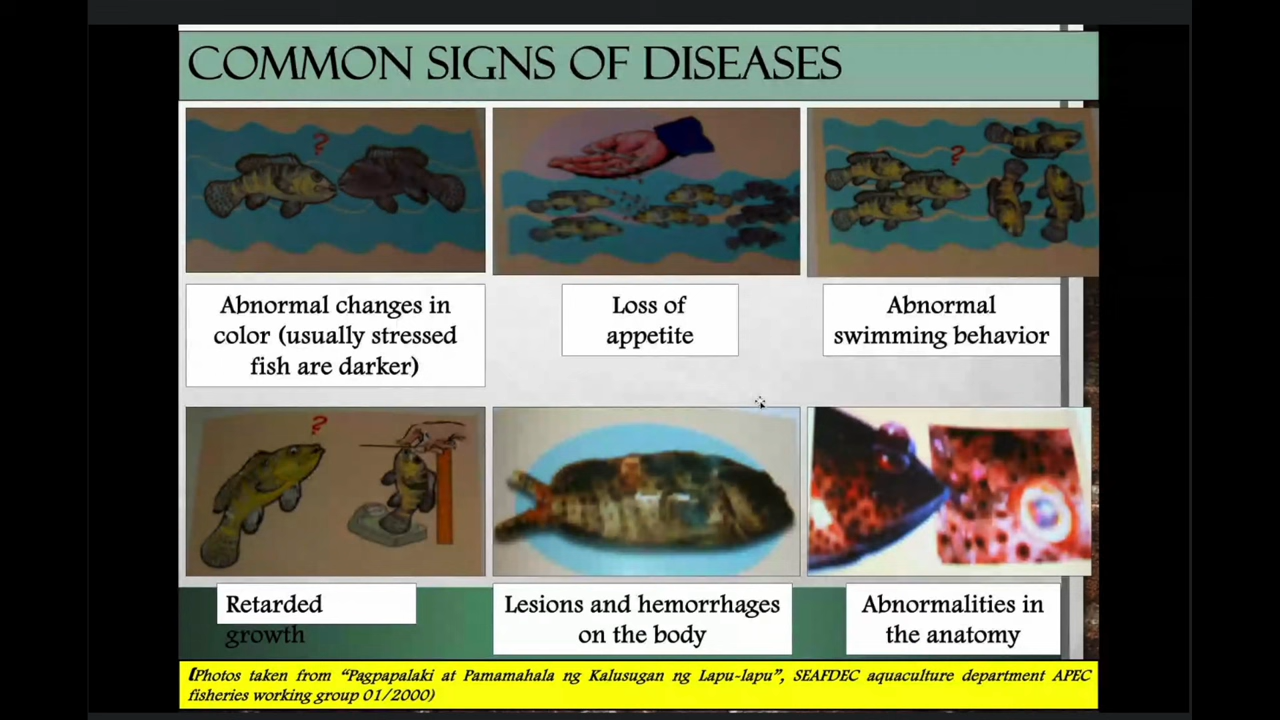 COMMON SIGNS OF DISEASES
?
?
Abnormal changes in
color (usually stressed
fish are darker)
Loss of
appetite
Abnormal
swimming behavior
?
Retarded
growth
Lesions and hemorrhages
on the body
Abnormalities in
the anatomy
(Photos taken from “Pagpapalaki at Pamamahala ng Kalusugan ng Lapu-lapu”, SEAFDEC aquaculture department APEC
fisheries working group 01/2000)